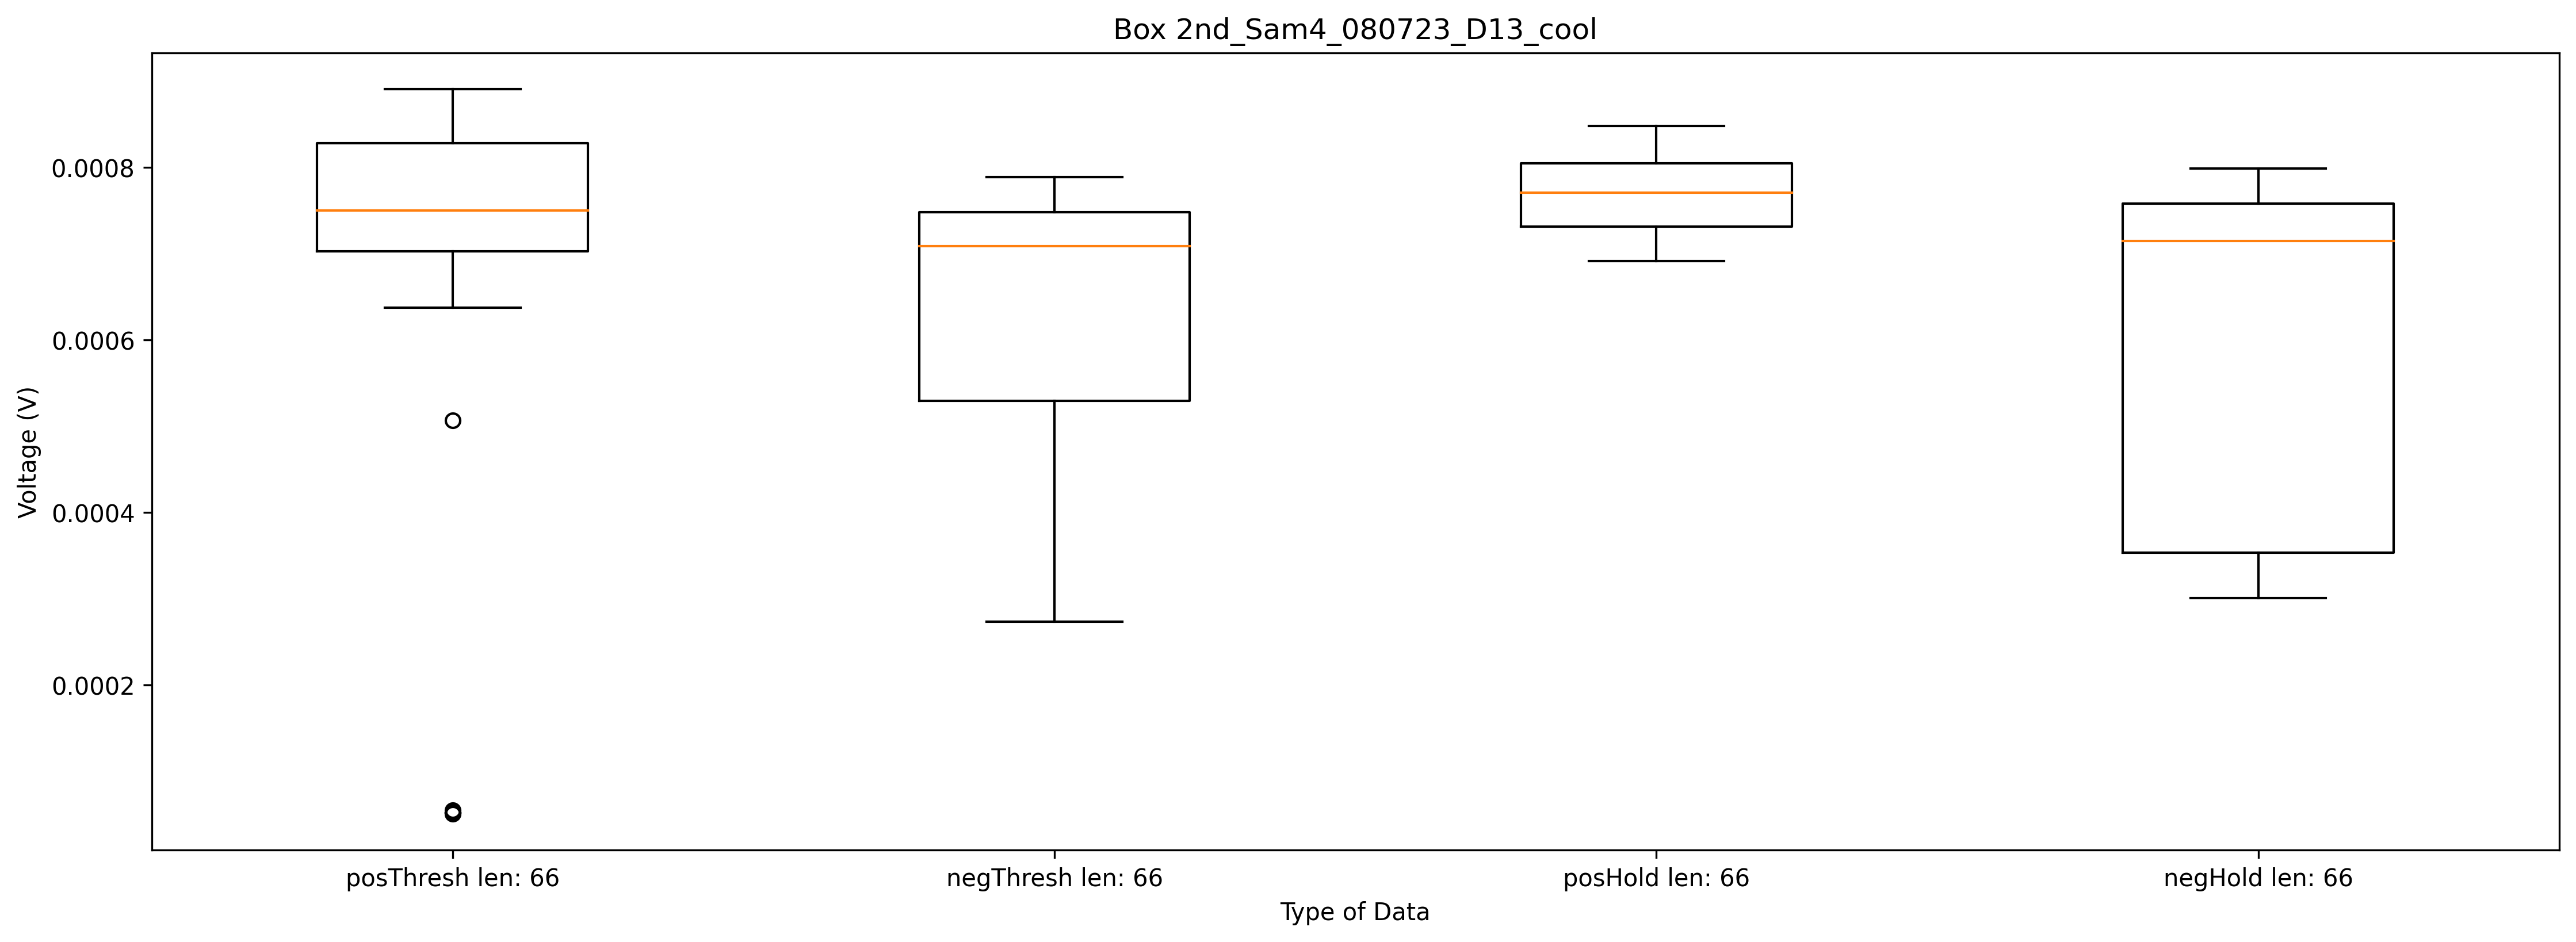 Box 2nd_Sam4_080723_D13_cool
Voltage (V)
0.0008
0.0006
0.0004
0.0002
posThresh len: 66
negThresh len: 66
posHold len: 66
negHold len: 66
Type of Data